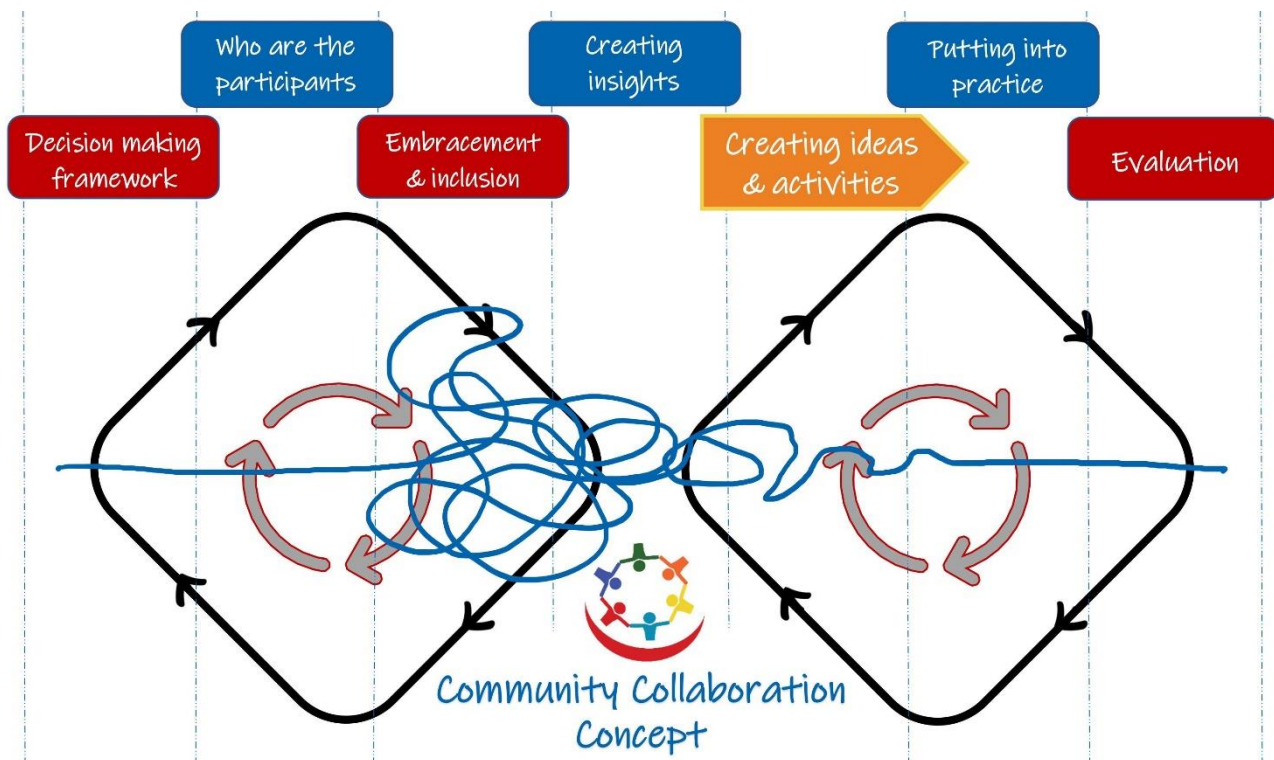 Who are the
participants
Creating
insights
Putting into
practice
Decision making
framework
Embracement
& inclusion
Creating ideas
& activities
Evaluation
Community Collaboration
Concept